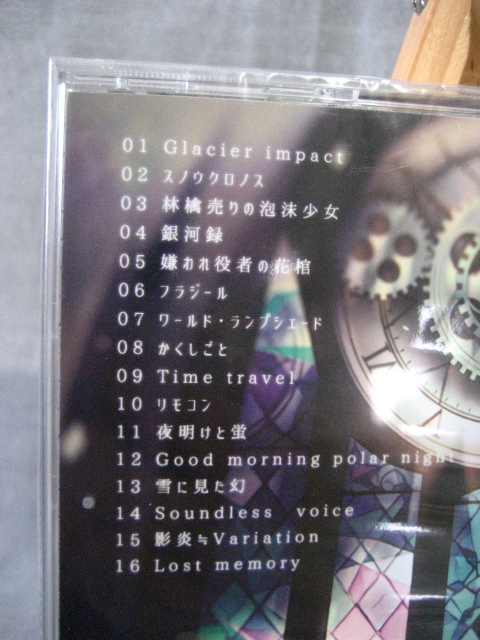 01 Glacier impact
02 スノウクロノス
03 林檎売りの泡沫少女
04 銀河録
05 嫌われ役者の花棺
06 フラジール
07 ワールド・ランプシェード
08 かくしごと
09 Time travel
10 リモコン
11 夜明けと蛍
12 Good morning polar night
13 雪に見た幻
14 Soundless voice
15 影炎≒Variation
16 Lost memory